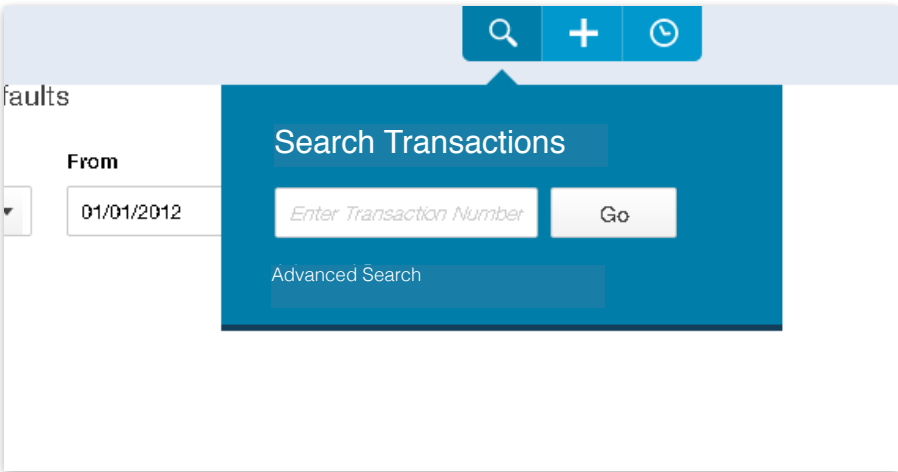 faults
Search Transactions
From
01/01/2012
Enter Transaction Number
Go
Advanced Search